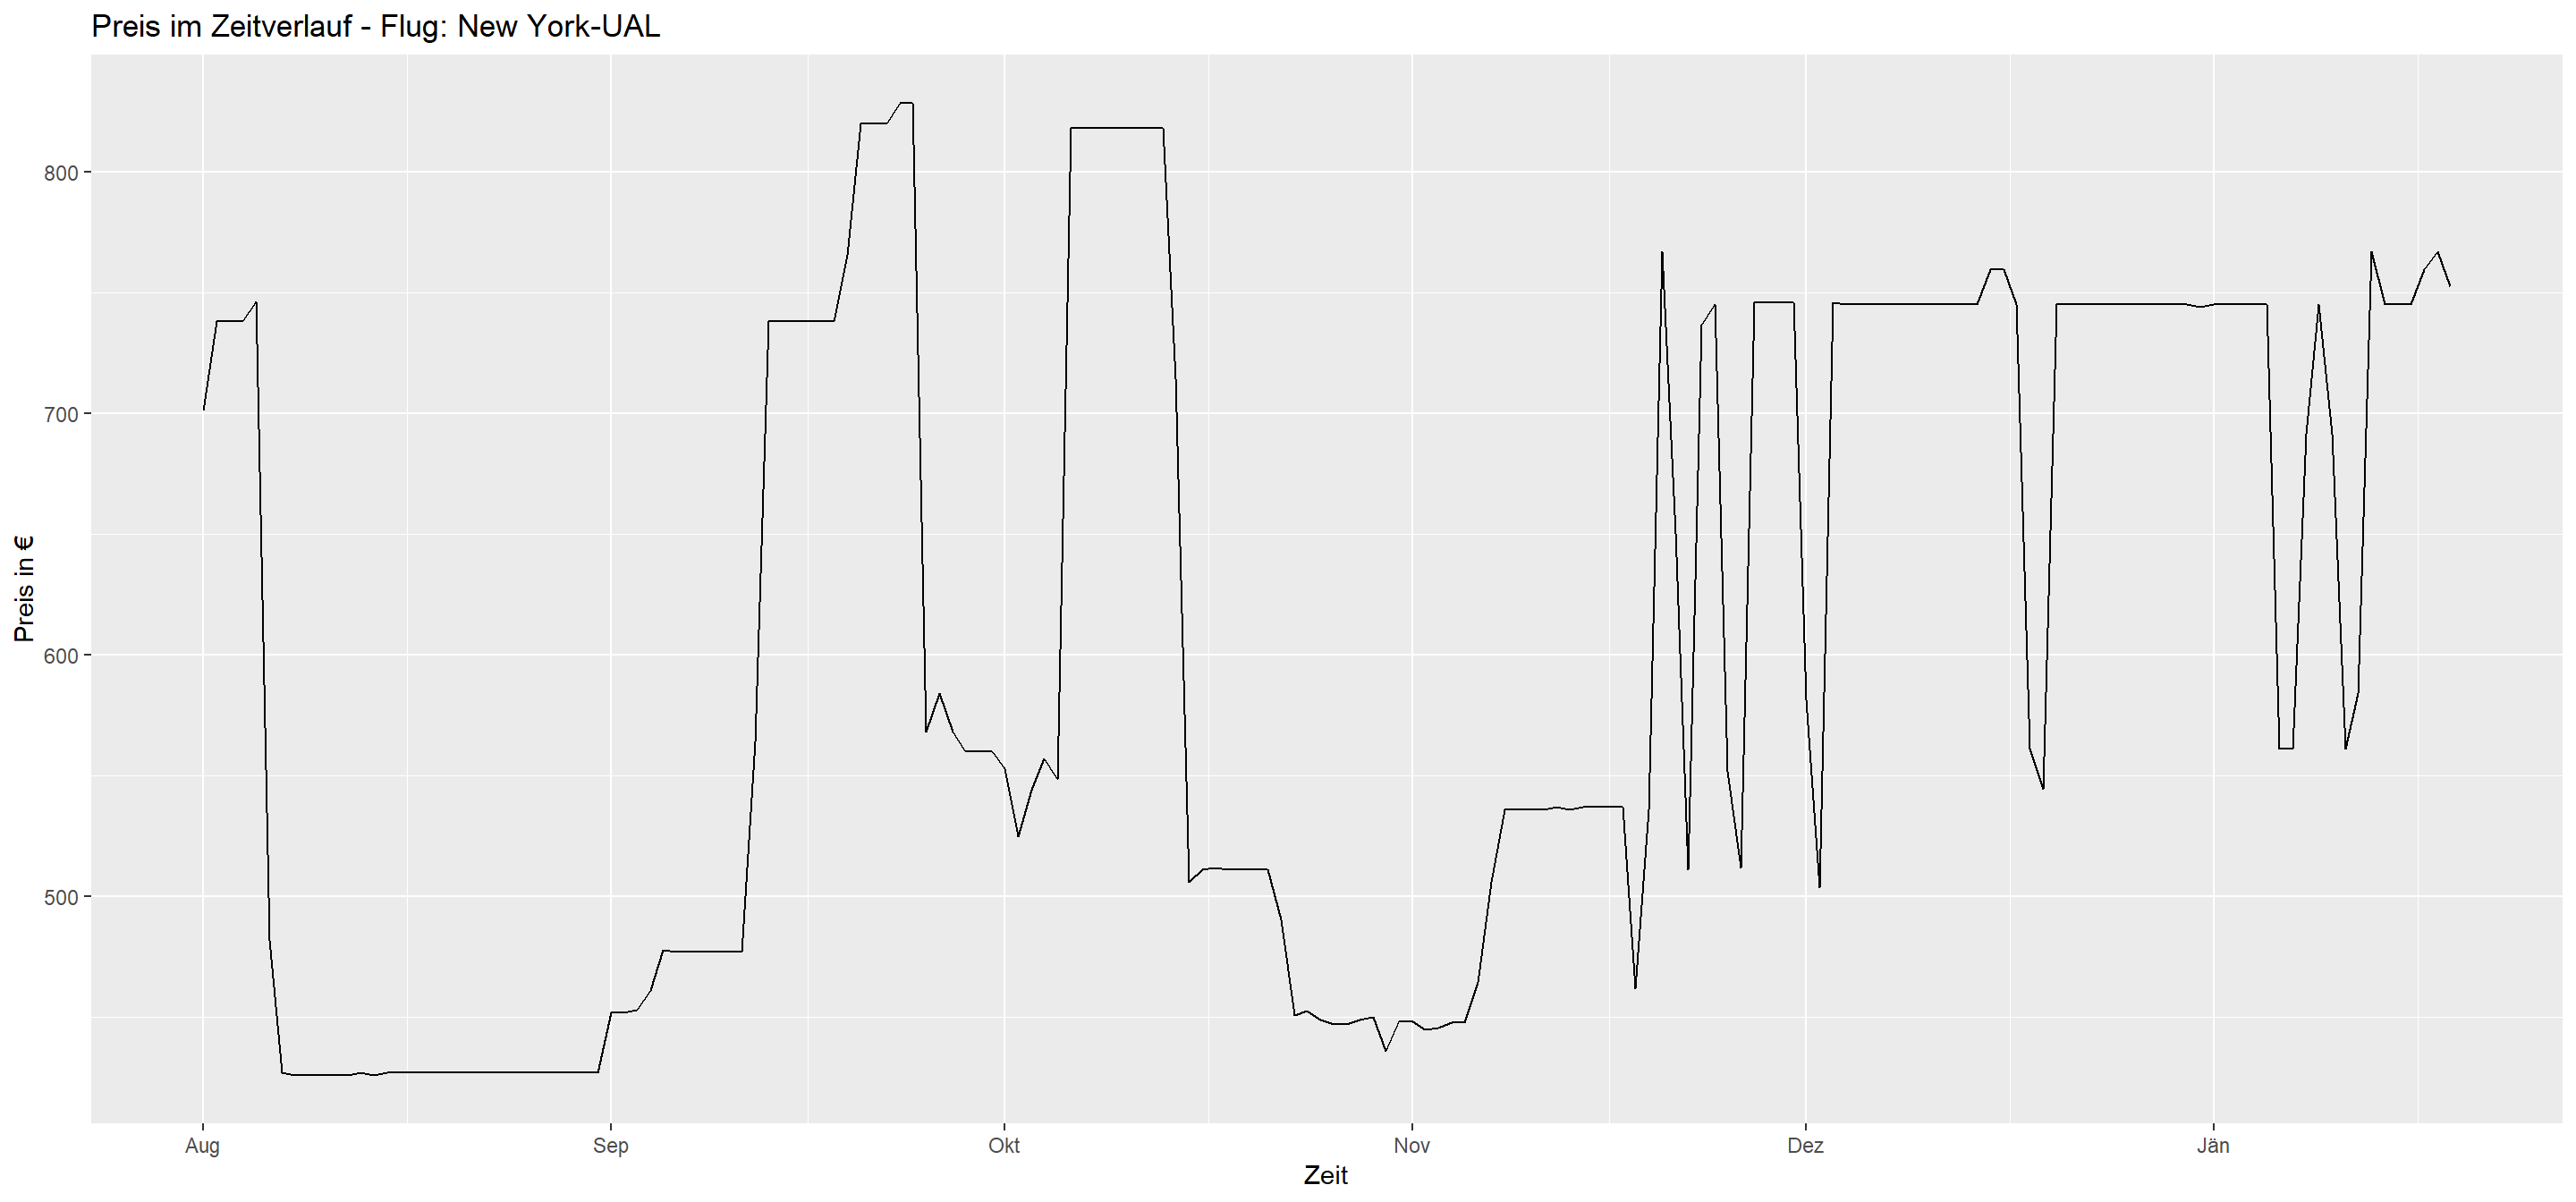 Preis im Zeitverlauf - Flug: New York-UAL
Preis in €
800
700
600
500
Aug
Sep
Okt
Nov
Dez
Jän
Zeit